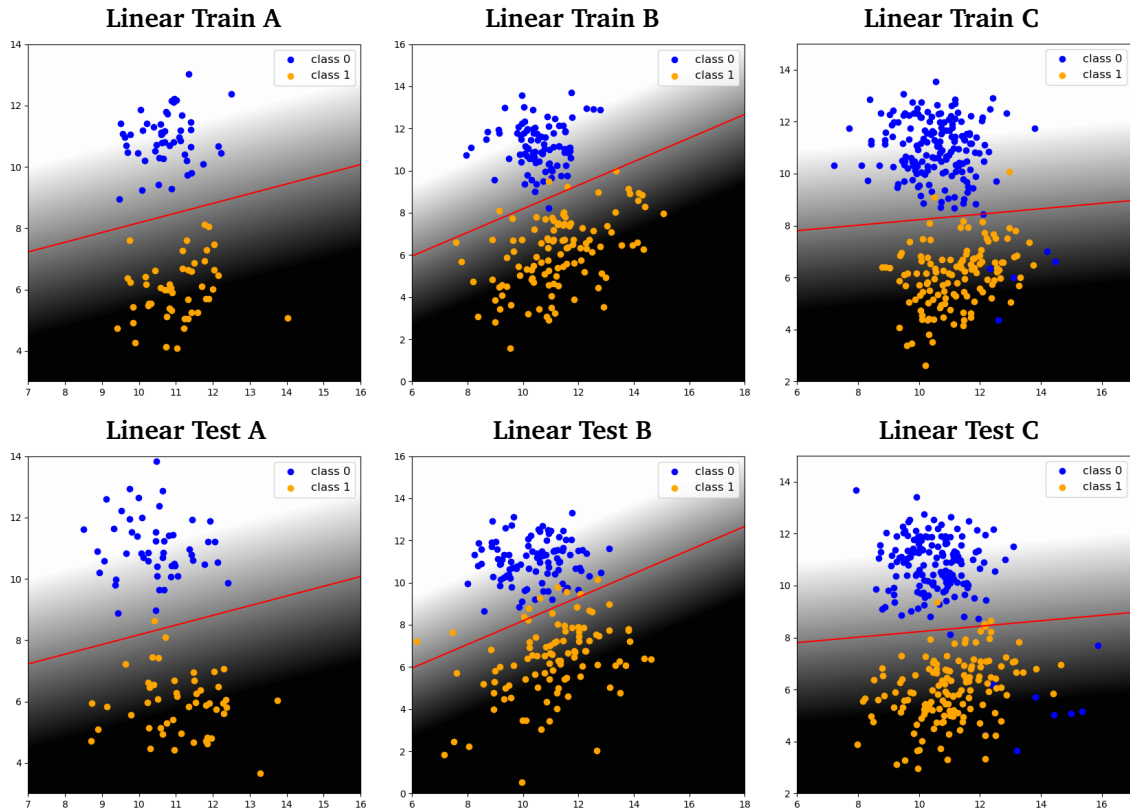 Linear Train A
14
12
10
8
6
4
7 8 9 10 11 12 13 14 15 16
class 0
class 1
Linear Train B
16
14
12
10
8
6
4
2
0
6 8 10 12 14 16 18
class 0
class 1
Linear Train C
14
12
10
8
6
4
2
6 8 10 12 14 16
class 0
class 1
Linear Test A
14
12
10
8
6
4
7 8 9 10 11 12 13 14 15 16
class 0
class 1
Linear Test B
16
14
12
10
8
6
4
2
0
6 8 10 12 14 16 18
class 0
class 1
Linear Test C
14
12
10
8
6
4
2
6 8 10 12 14 16
class 0
class 1